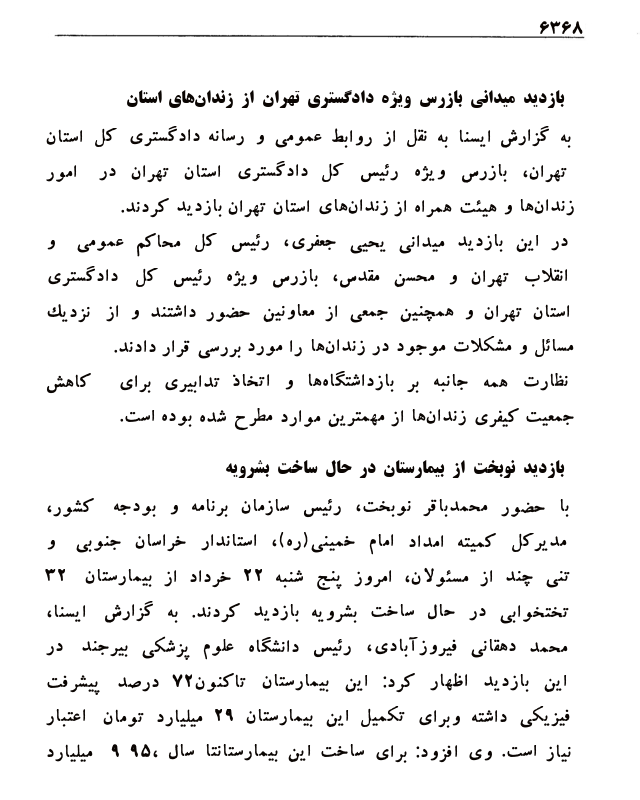 ۶۳۶۸
بازدید میدانی بازرس ویژه دادگستری تهران از زندان‌های استان
به گزارش ایسنا به نقل از روابط عمومی و رسانه دادگستری کل استان
تهران، بازرس ویژه رئیس کل دادگستری استان تهران در امور
زندان‌ها و هیئت همراه از زندان‌های استان تهران بازدید کردند.
در این بازدید میدانی یحیی جعفری، رئیس کل محاکم عمومی و
انقلاب تهران و محسن مقدس، بازرس ویژه رئیس کل دادگستری
استان تهران و همچنین جمعی از معاونین حضور داشتند و از نزدیك
مسائل و مشکلات موجود در زندان‌ها را مورد بررسی قرار دادند.
نظارت همه جانبه بر بازداشتگاه‌ها و اتخاذ تدابیری برای کاهش
جمعیت کیفری زندان‌ها از مهمترین موارد مطرح شده بوده است.
بازدید نوبخت از بیمارستان در حال ساخت بشرویه
با حضور محمدباقر نوبخت، رئیس سازمان برنامه و بودجه کشور،
مدیرکل کمیته امداد امام خمینی(ره)، استاندار خراسان جنوبی و
تنی چند از مسئولان، امروز پنج شنبه ۲۲ خرداد از بیمارستان ۳۲
تختخوابی در حال ساخت بشرویه بازدید کردند. به گزارش ایسنا،
محمد دهقانی فیروزآبادی، رئیس دانشگاه علوم پزشکی بیرجند در
این بازدید اظهار کرد: این بیمارستان تاکنون۷۲ درصد پیشرفت
فیزیکی داشته وبرای تکمیل این بیمارستان ۲۹ میلیارد تومان اعتبار
نیاز است. وی افزود: برای ساخت این بیمارستانتا سال ،۹۵ ۹ میلیارد